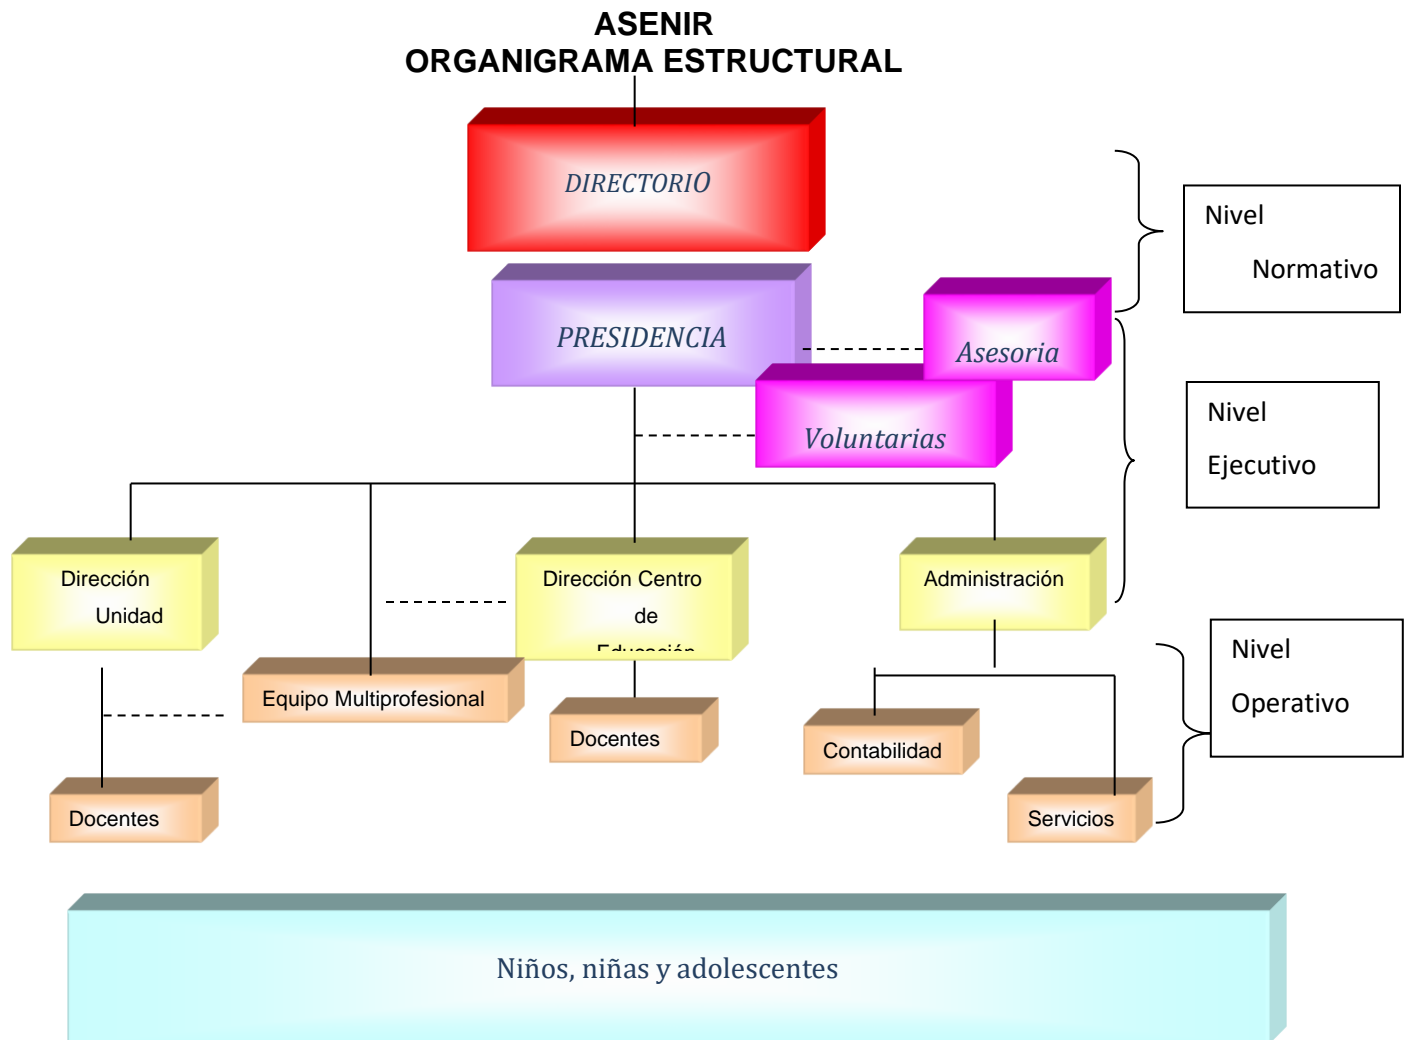 ASENIR
ORGANIGRAMA ESTRUCTURAL
DIRECTORIO
Nivel
Normativo
PRESIDENCIA
Asesoria
Voluntarias
Nivel
Ejecutivo
Dirección
Unidad
Dirección Centro
de
Educación
Administración
Nivel
Operativo
Equipo Multiprofesional
Docentes
Contabilidad
Docentes
Servicios
Niños, niñas y adolescentes